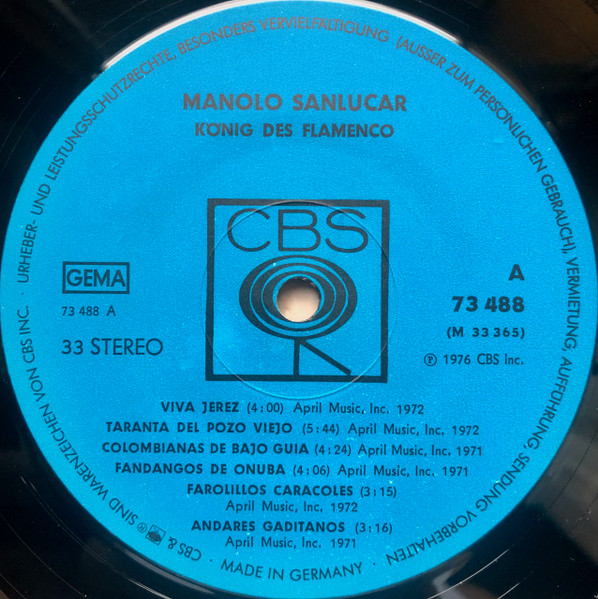 URHEBER- UND LEISTUNGSSCHUTZRECHTE, BESONDERS VERVIELFÄLTIGUNG (AUSSER ZUM PERSÖNLICHEN GEBRAUCH), VERMIETUNG, AUFFÜHRUNG, SENDUNG VORBEHALTEN
MANOLO SANLUCAR
KÖNIG DES FLAMENCO
CBS
GEMA
A
73 488 A
73 488
(M 33 365)
33 STEREO
℗ 1976 CBS Inc.
VIVA JEREZ (4:00) April Music, Inc. 1972
TARANTA DEL POZO VIEJO (5:44) April Music, Inc. 1972
COLOMBIANAS DE BAJO GUIA (4:24) April Music, Inc. 1971
FANDANGOS DE ONUBA (4:06) April Music, Inc. 1971
FAROLILLOS CARACOLES (3:15)
April Music, Inc. 1972
ANDARES GADITANOS (3:16)
April Music, Inc. 1971
CBS & ® SIND WARENZEICHEN VON CBS INC. ·
· MADE IN GERMANY ·